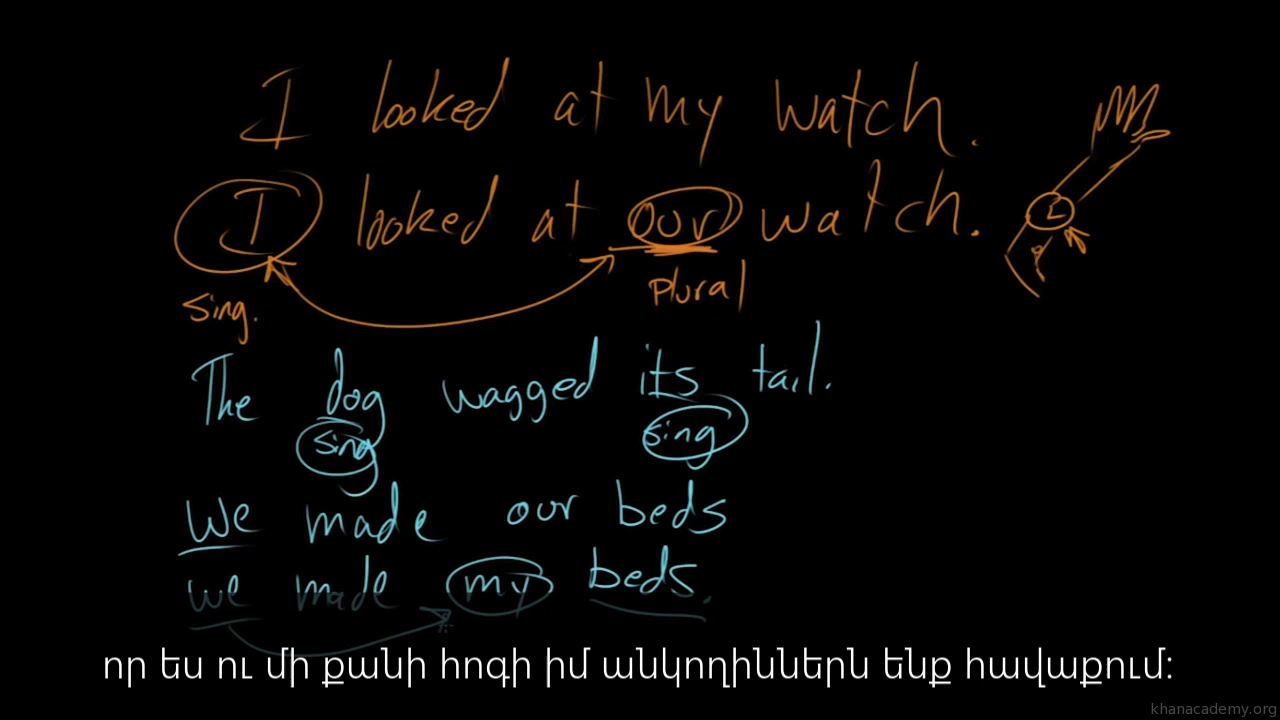 I looked at my watch.
I looked at our watch.
sing. plural
The dog wagged its tail.
sing sing
we made our beds
we made my beds.
որ ես ու մի քանի հոգի իմ անկողիններն ենք հավաքում:
khanacademy.org